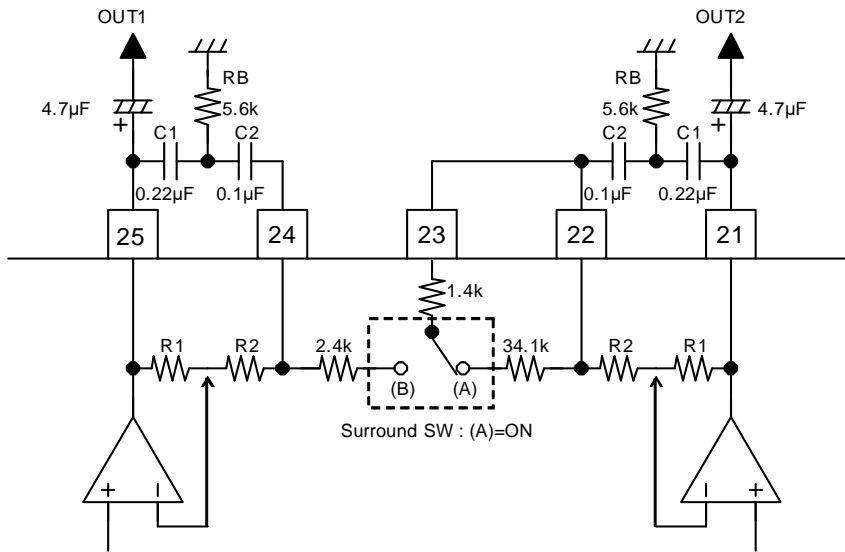 OUT1 OUT2
RB RB
4.7µF 5.6k 5.6k 4.7µF
+ +
C1 C2 C2 C1
0.22µF 0.1µF 0.1µF 0.22µF
25 24 23 22 21
1.4k
R1 R2 2.4k 34.1k R2 R1
(B) (A)
Surround SW : (A)=ON
+ − − +